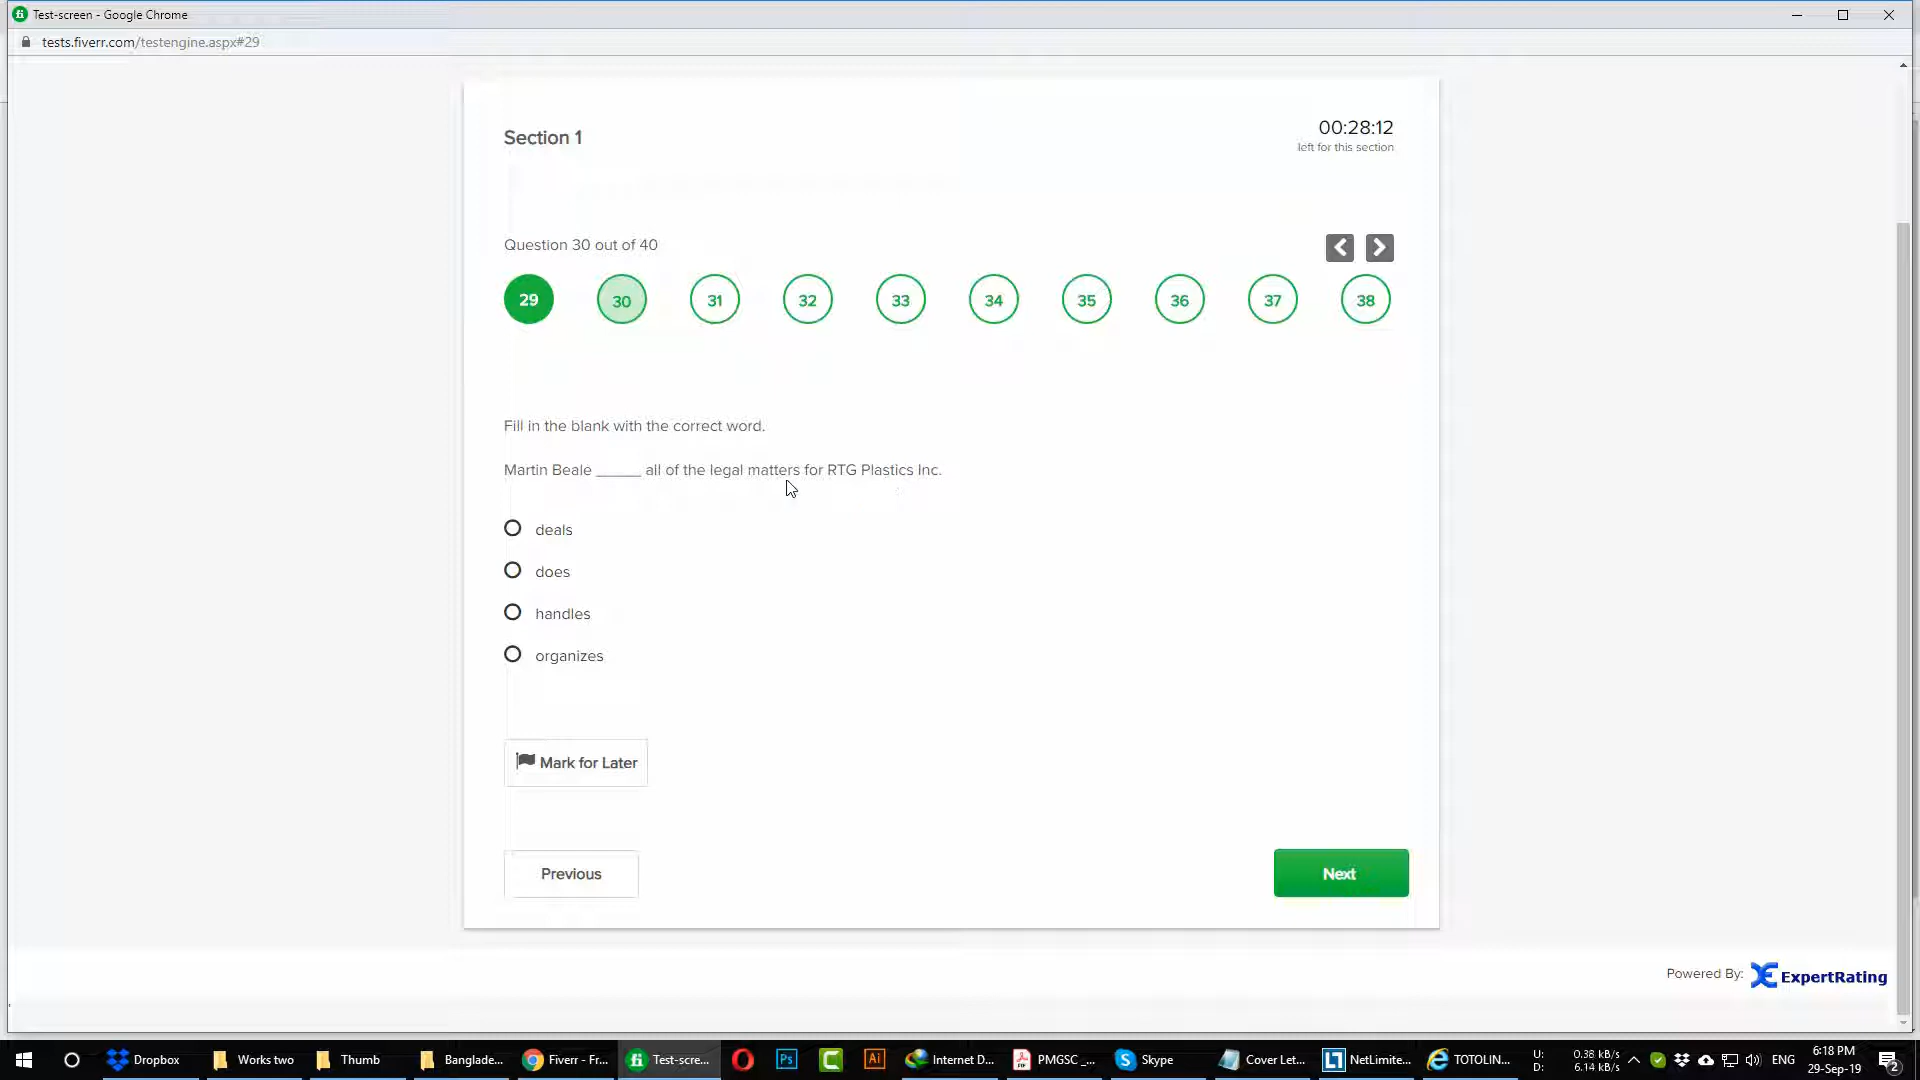 Test-screen - Google Chrome
tests.fiverr.com/testengine.aspx#29
Section 1
00:28:12
left for this section
Question 30 out of 40
29 30 31 32 33 34 35 36 37 38
Fill in the blank with the correct word.
Martin Beale _____ all of the legal matters for RTG Plastics Inc.
deals
does
handles
organizes
Mark for Later
Previous
Next
Powered By: ExpertRating
Dropbox
Works two
Thumb
Banglade...
Fiverr - Fr...
Test-scre...
Ps
Ai
Internet D...
PMGSC _...
Skype
Cover Let...
NetLimite...
TOTOLIN...
U: 0.38 kB/s
D: 6.14 kB/s
ENG
6:18 PM
29-Sep-19
2